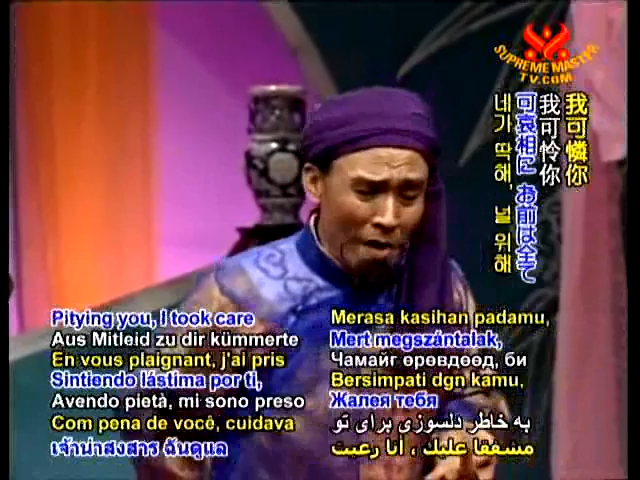 SUPREME MASTER
TV.COM
我可憐你
我可怜你
可哀相に お前は全て
네가 딱해, 널 위해
Pitying you, I took care
Aus Mitleid zu dir kümmerte
En vous plaignant, j'ai pris
Sintiendo lástima por ti,
Avendo pietà, mi sono preso
Com pena de você, cuidava
เจ้าน่าสงสาร ฉันดูแล
Merasa kasihan padamu,
Mert megszántalak,
Чамайг өрөвдөөд, би
Bersimpati dgn kamu,
Жалея тебя
به خاطر دلسوزی برای تو
مشفقا عليك ، أنا رعيت